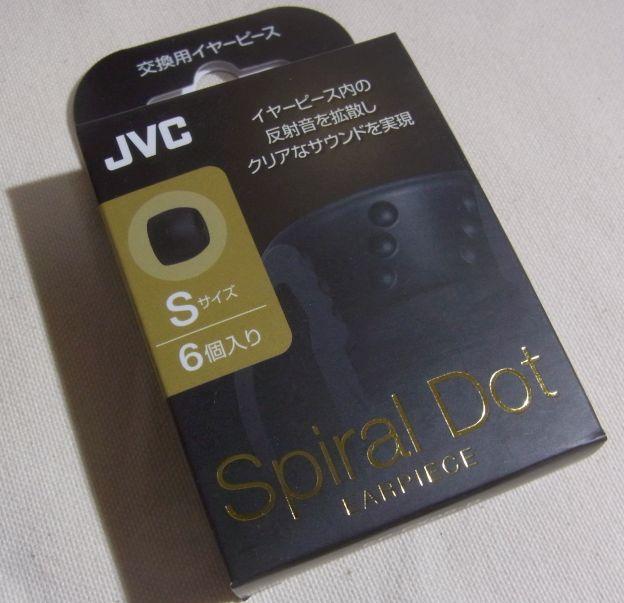 交換用イヤーピース
JVC
イヤーピース内の
反射音を拡散し
クリアなサウンドを実現
Sサイズ
6個入り
Spiral Dot
EARPIECE